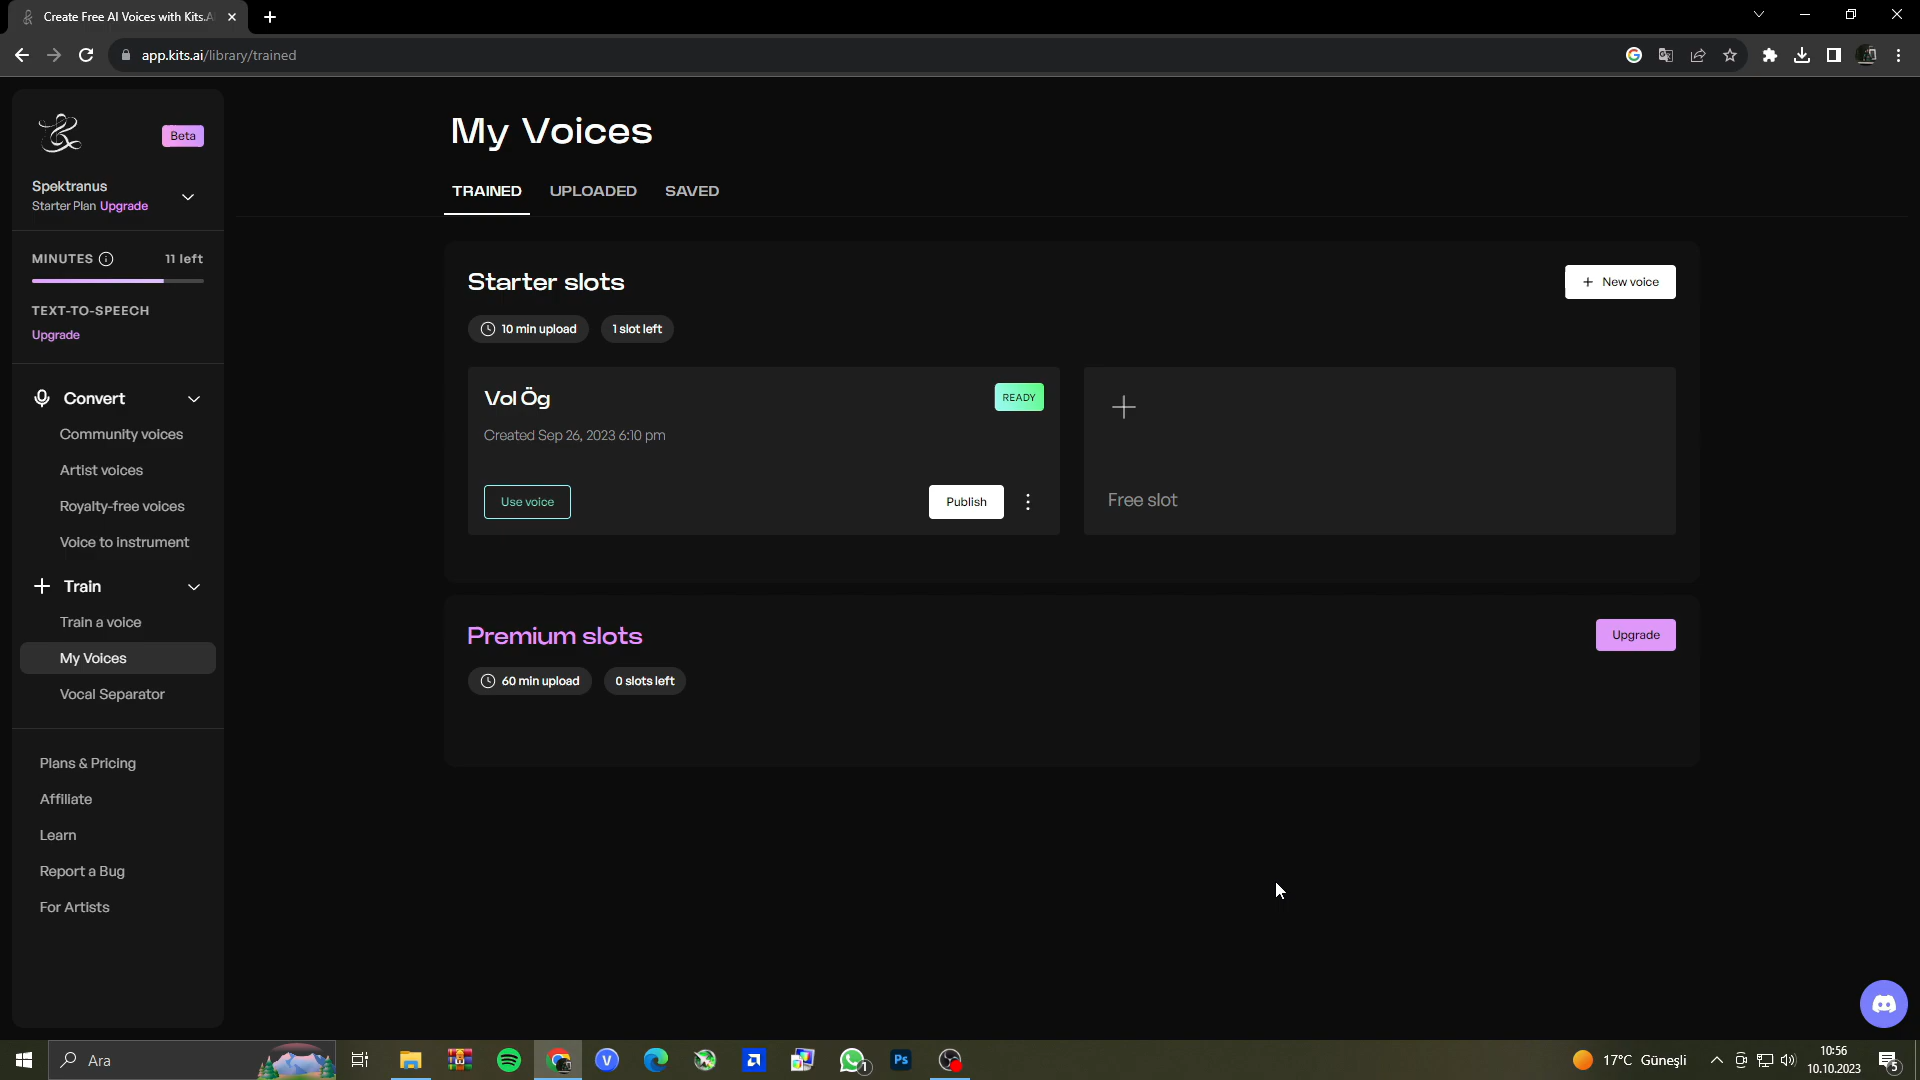 Create Free AI Voices with Kits.A
app.kits.ai/library/trained
Beta
Spektranus
Starter Plan Upgrade
MINUTES 11 left
TEXT-TO-SPEECH
Upgrade
Convert
Community voices
Artist voices
Royalty-free voices
Voice to instrument
Train
Train a voice
My Voices
Vocal Separator
Plans & Pricing
Affiliate
Learn
Report a Bug
For Artists
My Voices
TRAINED UPLOADED SAVED
Starter slots
+ New voice
10 min upload 1 slot left
Vol Ög
READY
Created Sep 26, 2023 6:10 pm
Use voice
Publish
Free slot
Premium slots
Upgrade
60 min upload 0 slots left
Ara
V
1
Ps
17°C Güneşli
10:56
10.10.2023
5